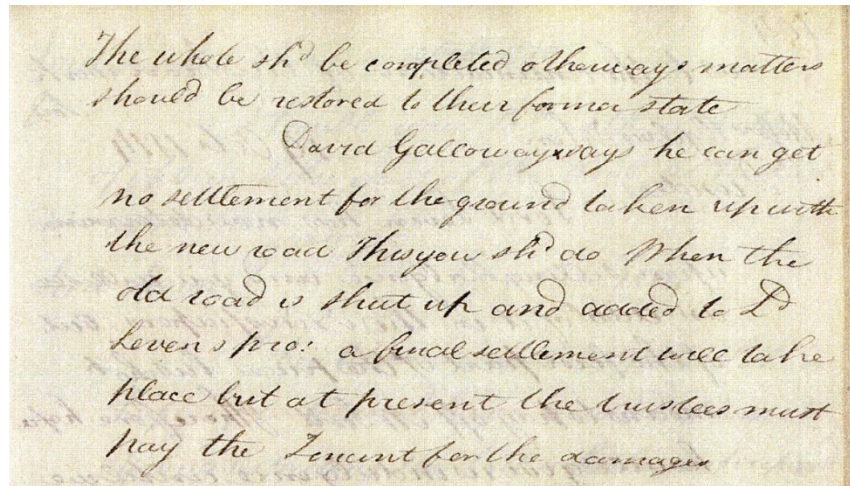 The whole shd be completed otherways matters
should be restored to their former state
David Galloway says he can get
no settlement for the ground taken up with
the new road This you shd do When the
old road is shut up and added to Ld
Levens pro: a final settlement will take
place but at present the trustees must
pay the Tenant for the damages